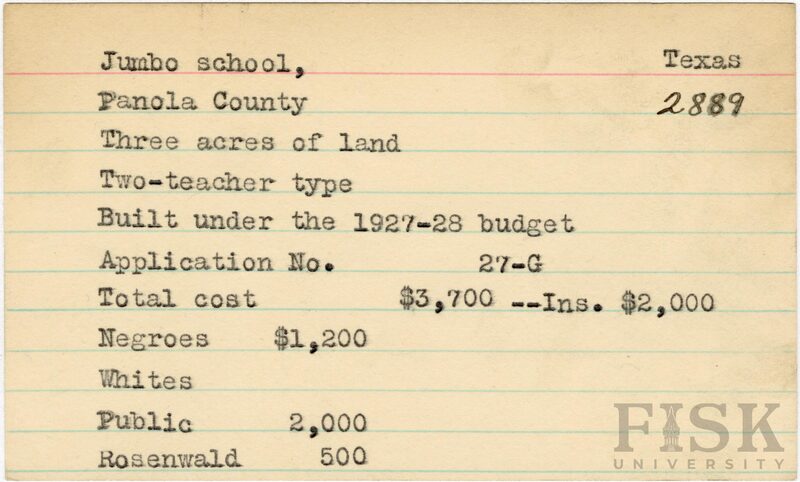 Jumbo school, Texas
Panola County 2889
Three acres of land
Two-teacher type
Built under the 1927-28 budget
Application No. 27-G
Total cost $3,700 --Ins. $2,000
Negroes $1,200
Whites
Public 2,000
Rosenwald 500
FISK
UNIVERSITY